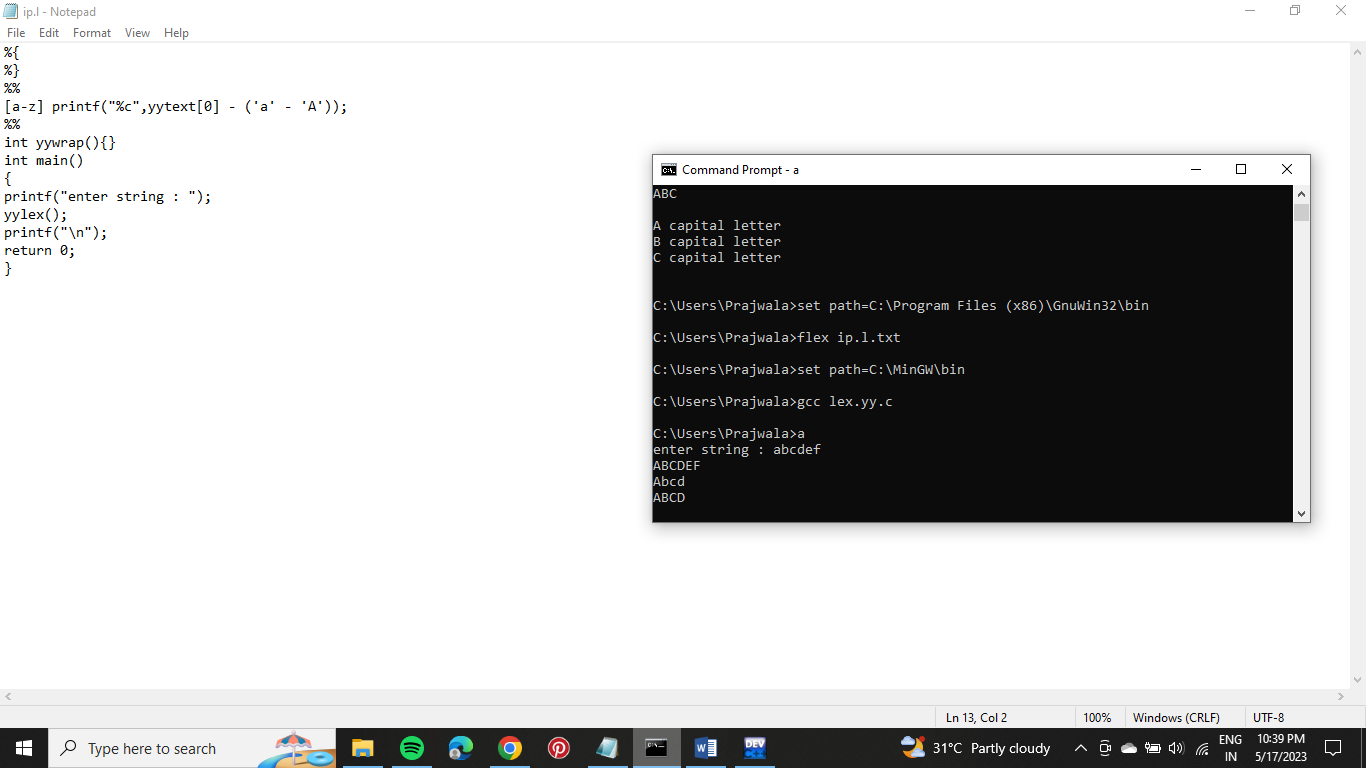 ip.l - Notepad
File Edit Format View Help
%{
%}
%%
[a-z] printf("%c",yytext[0] - ('a' - 'A'));
%%
int yywrap(){}
int main()
{
printf("enter string : ");
yylex();
printf("\n");
return 0;
}
Command Prompt - a
ABC
A capital letter
B capital letter
C capital letter
C:\Users\Prajwala>set path=C:\Program Files (x86)\GnuWin32\bin
C:\Users\Prajwala>flex ip.l.txt
C:\Users\Prajwala>set path=C:\MinGW\bin
C:\Users\Prajwala>gcc lex.yy.c
C:\Users\Prajwala>a
enter string : abcdef
ABCDEF
Abcd
ABCD
Ln 13, Col 2 100% Windows (CRLF) UTF-8
Type here to search
DEV
31°C Partly cloudy
ENG
IN
10:39 PM
5/17/2023